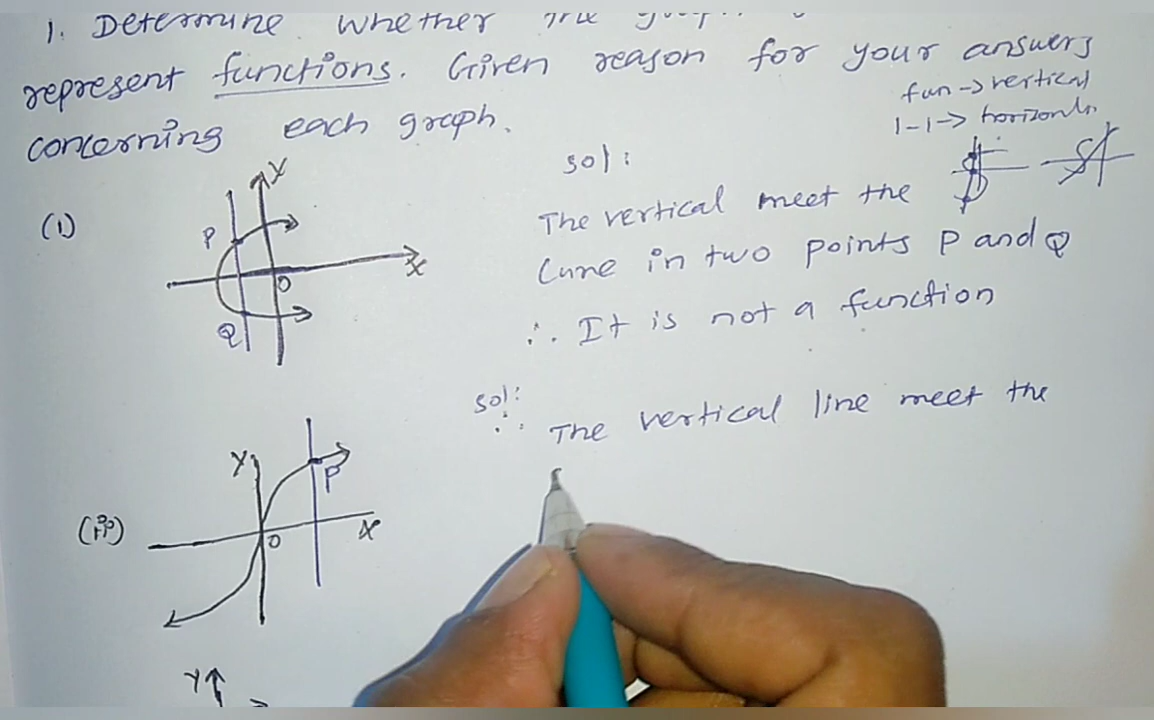 1. Determine whether the
represent functions. Given reason for your answers
concerning each graph.
fun -> vertical
1-1->
(i)
Y
X
O
P
Q
sol:
The vertical meet the
Curve in two points P and Q
∴ It is not a function
(ii)
Y
X
O
P
sol:
∴ The vertical line meet the
Y